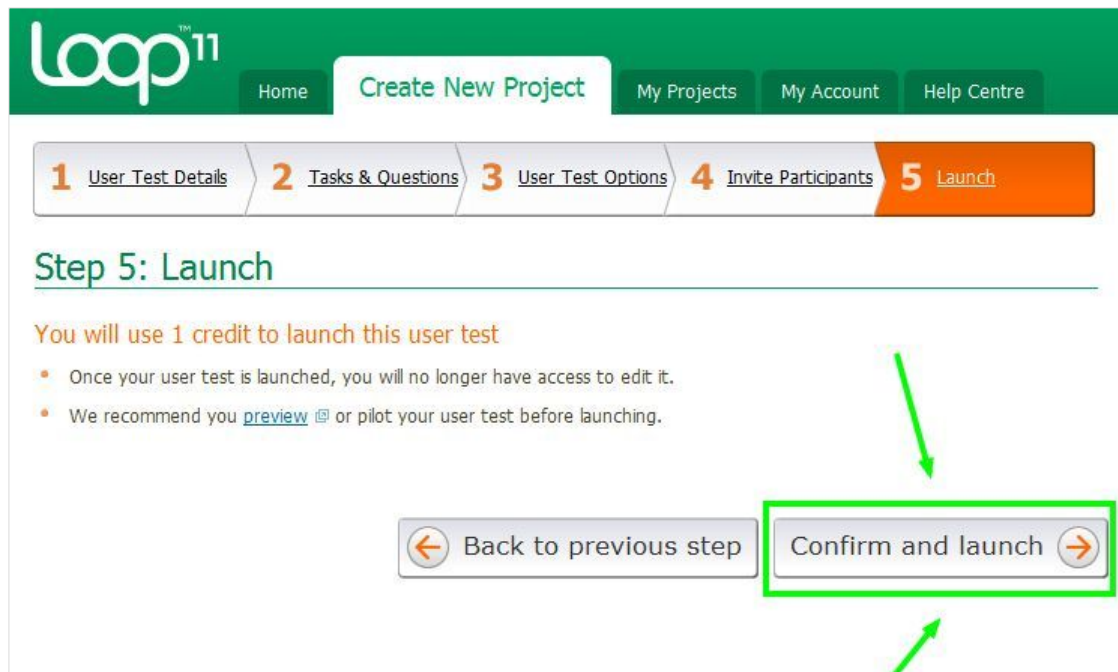 Loop™11
Home Create New Project My Projects My Account Help Centre
1 User Test Details 2 Tasks & Questions 3 User Test Options 4 Invite Participants 5 Launch
Step 5: Launch
You will use 1 credit to launch this user test
• Once your user test is launched, you will no longer have access to edit it.
• We recommend you preview or pilot your user test before launching.
Back to previous step Confirm and launch